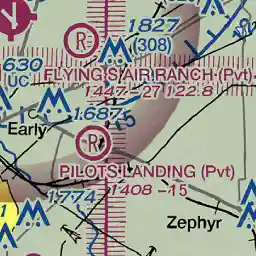 R
1827
(308)
630
UC
FLYING S AIR RANCH (Pvt)
1447 - 27 122.8
1687
Early
R
PILOTS LANDING (Pvt)
1408 - 15
1774
Zephyr